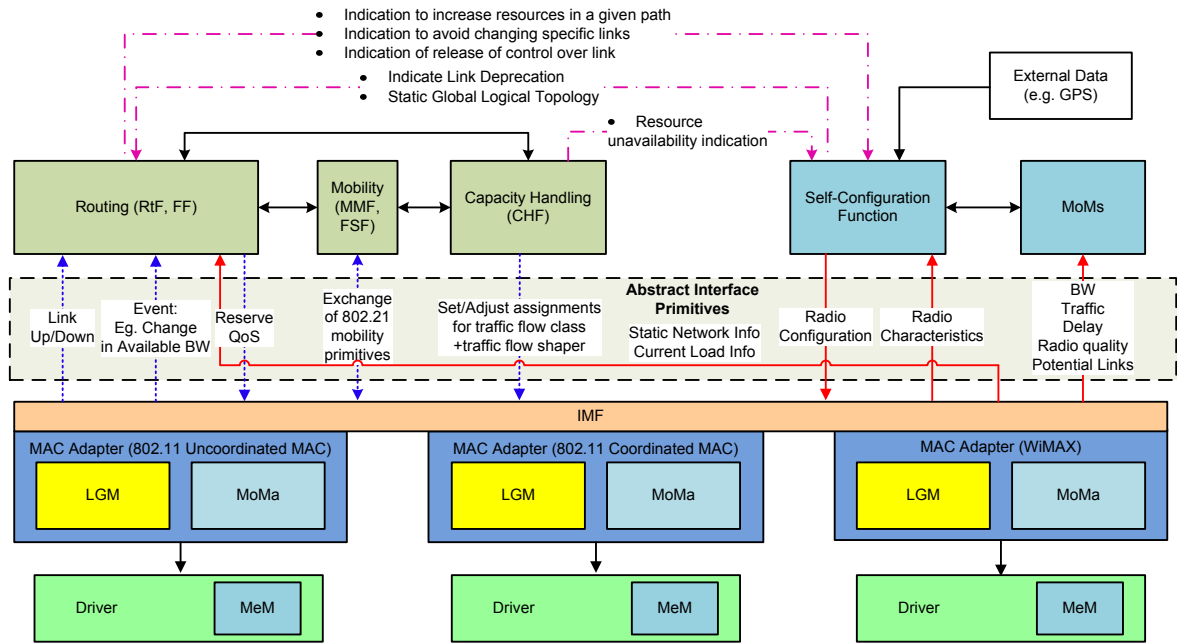 • Indication to increase resources in a given path
• Indication to avoid changing specific links
• Indication of release of control over link
• Indicate Link Deprecation
• Static Global Logical Topology
External Data
(e.g. GPS)
• Resource
unavailability indication
Routing (RtF, FF)
Mobility
(MMF,
FSF)
Capacity Handling
(CHF)
Self-Configuration
Function
MoMs
Link
Up/Down
Event:
Eg. Change
in Available BW
Reserve
QoS
Exchange
of 802.21
mobility
primitives
Set/Adjust assignments
for traffic flow class
+traffic flow shaper
Abstract Interface
Primitives
Static Network Info
Current Load Info
Radio
Configuration
Radio
Characteristics
BW
Traffic
Delay
Radio quality
Potential Links
IMF
MAC Adapter (802.11 Uncoordinated MAC)
LGM
MoMa
MAC Adapter (802.11 Coordinated MAC)
LGM
MoMa
MAC Adapter (WiMAX)
LGM
MoMa
Driver
MeM
Driver
MeM
Driver
MeM